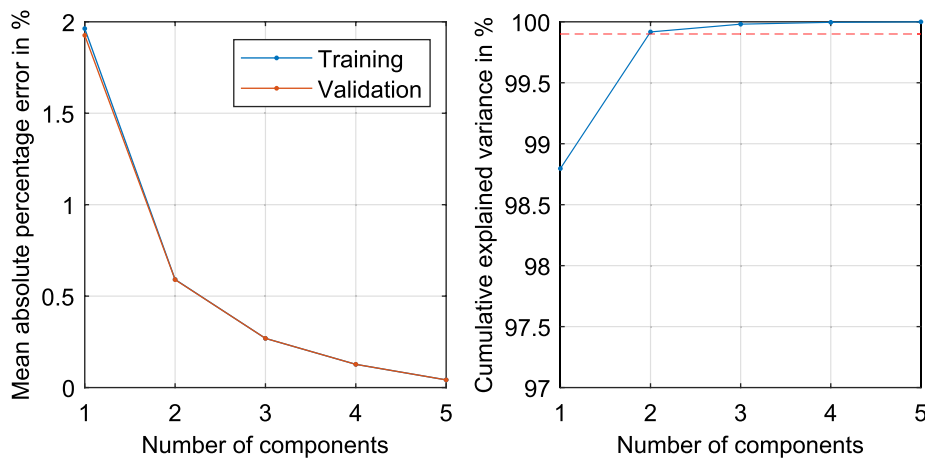 Mean absolute percentage error in %
2
1.5
1
0.5
0
Training
Validation
1 2 3 4 5
Number of components
Cumulative explained variance in %
100
99.5
99
98.5
98
97.5
97
1 2 3 4 5
Number of components